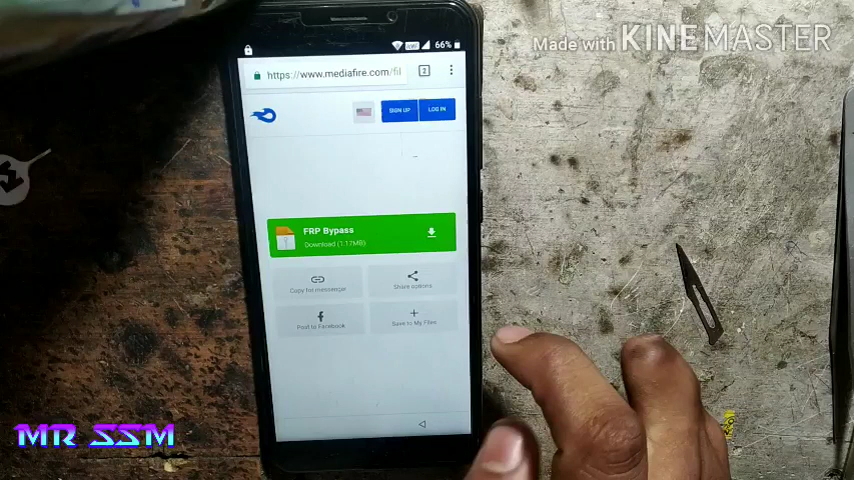 Made with KINEMASTER
66%
https://www.mediafire.com/fil
2
SIGN UP
LOG IN
FRP Bypass
Download (1.17MB)
Copy for messenger
Share options
Post to Facebook
Save to My Files
MR SSM